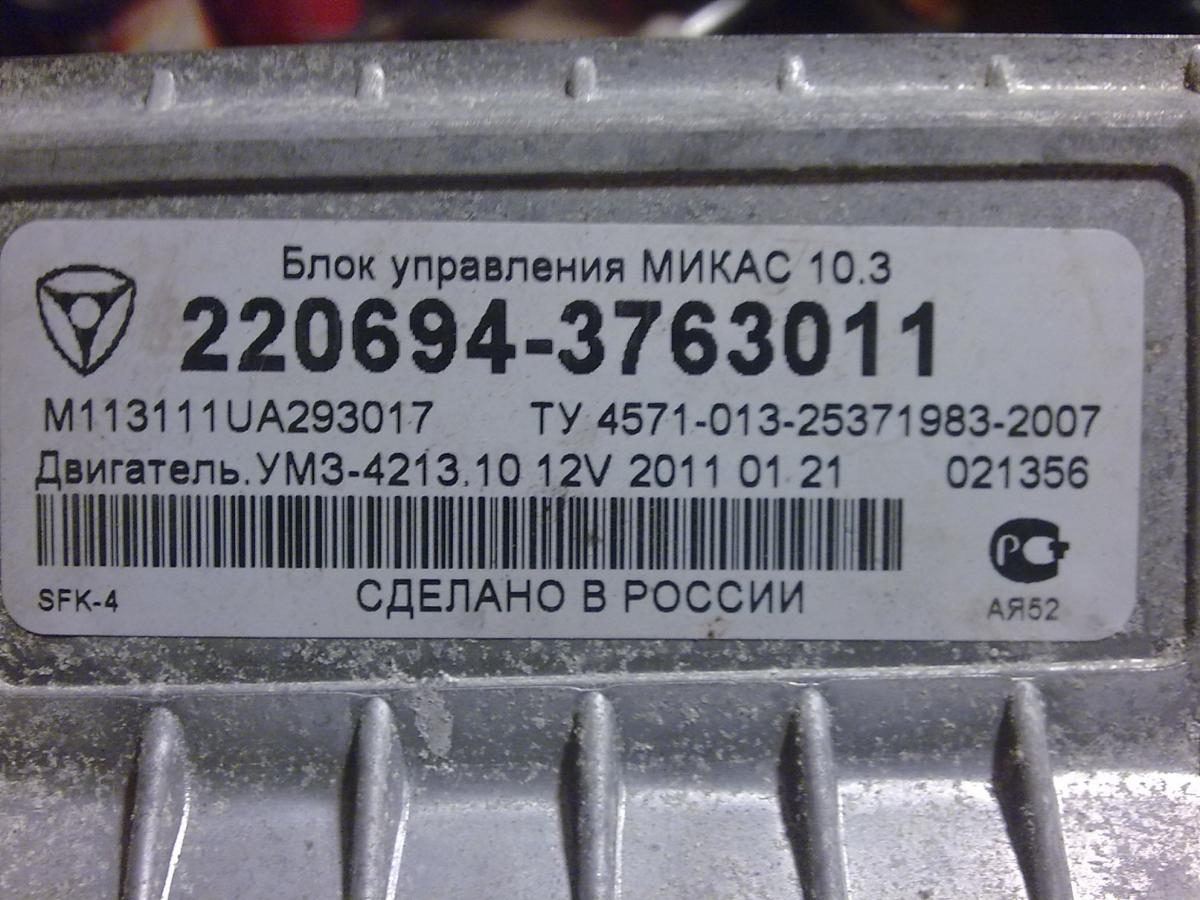 Блок управления МИКАС 10.3
220694-3763011
М113111UA293017 ТУ 4571-013-25371983-2007
Двигатель.УМЗ-4213.10 12V 2011 01 21 021356
SFK-4 СДЕЛАНО В РОССИИ
АЯ52